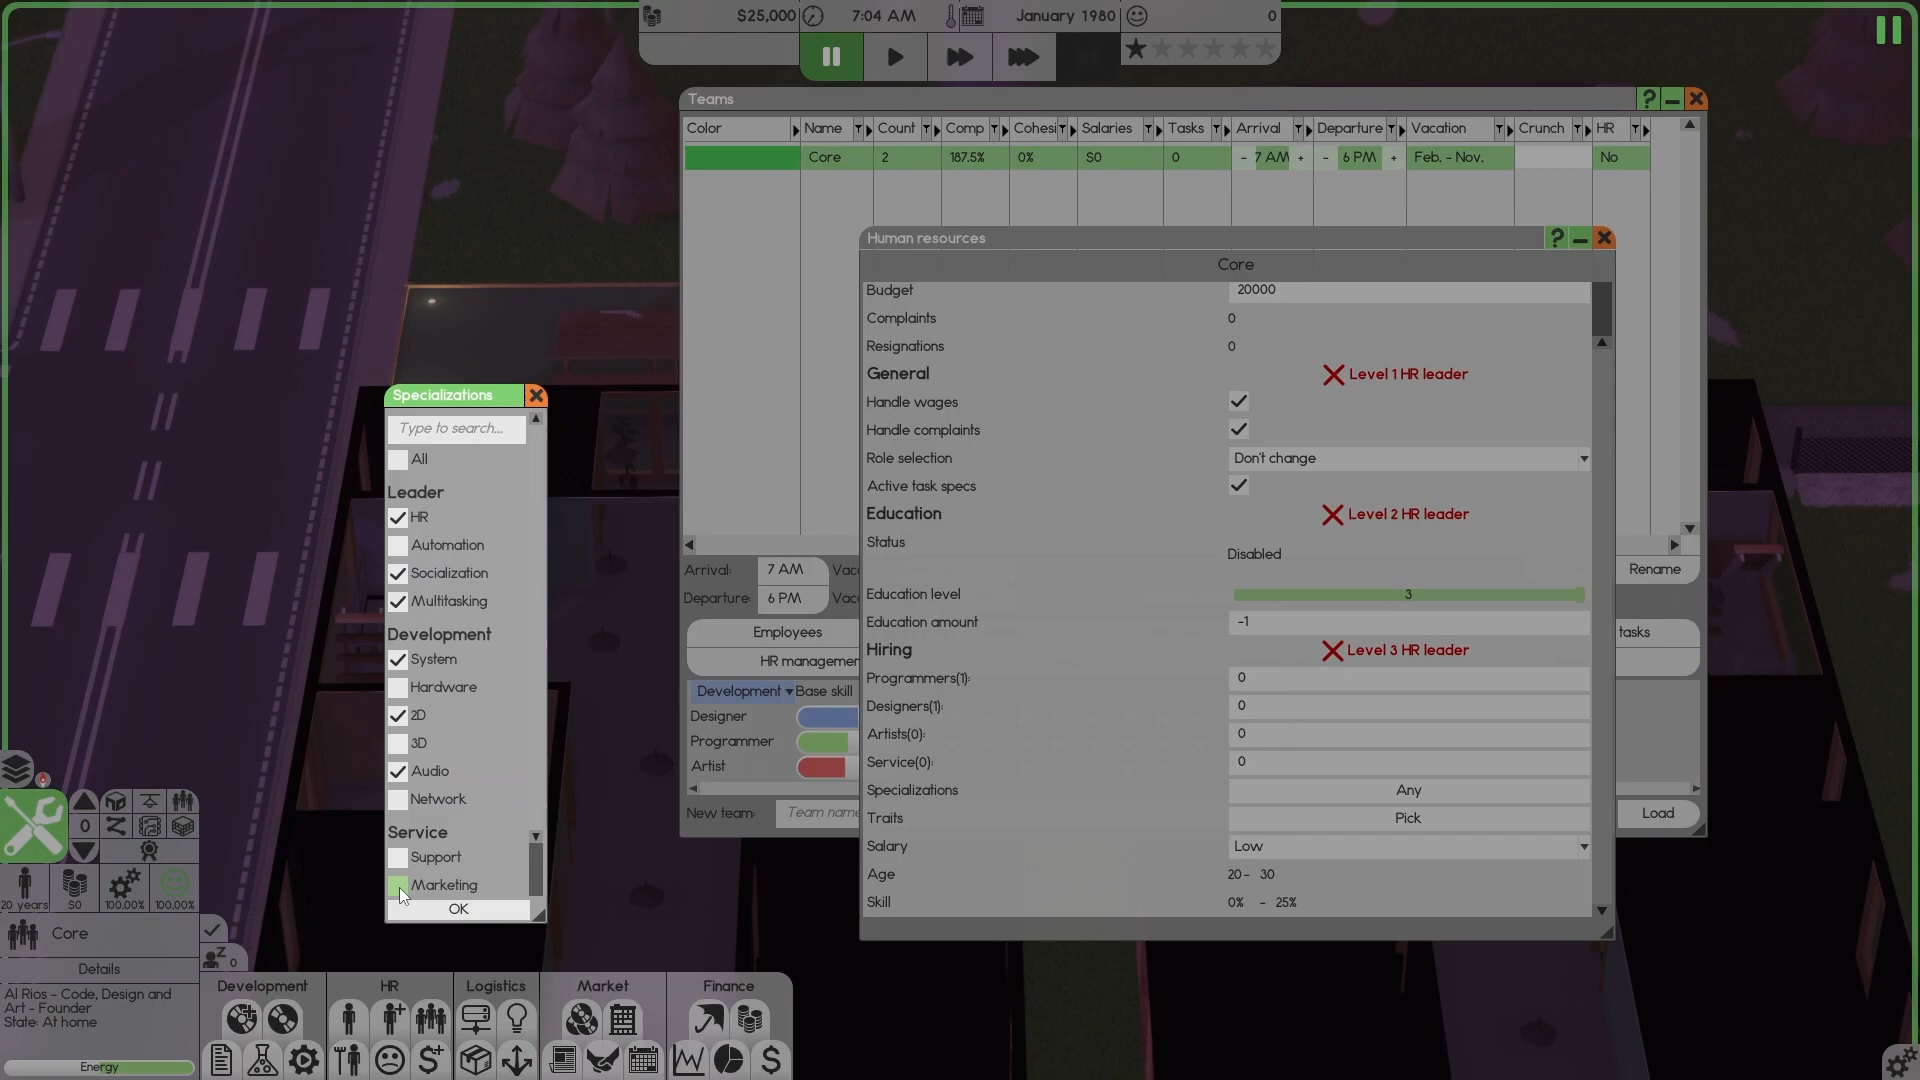 $25,000
7:04 AM
January 1980
0
Teams
Color Name Count Comp Cohesi Salaries Tasks Arrival Departure Vacation Crunch HR
Core 2 187.5% 0% $0 0 - 7 AM + - 6 PM + Feb. - Nov. No
Human resources
Core
Budget 20000
Complaints 0
Resignations 0
General Level 1 HR leader
Handle wages
Handle complaints
Role selection Don't change
Active task specs
Education Level 2 HR leader
Status Disabled
Education level 3
Education amount -1
Hiring Level 3 HR leader
Programmers(1): 0
Designers(1): 0
Artists(0): 0
Service(0): 0
Specializations Any
Traits Pick
Salary Low
Age 20- 30
Skill 0% - 25%
Arrival: 7 AM Vac
Departure: 6 PM Vac
Rename
Employees
HR managemer
tasks
Development Base skill
Designer
Programmer
Artist
New team: Team name
Load
Specializations
Type to search...
All
Leader
HR
Automation
Socialization
Multitasking
Development
System
Hardware
2D
3D
Audio
Network
Service
Support
Marketing
OK
0
20 years $0 100.00% 100.00%
Core
Z 0
Details
Al Rios - Code, Design and
Art - Founder
State: At home
Energy
Development HR Logistics Market Finance